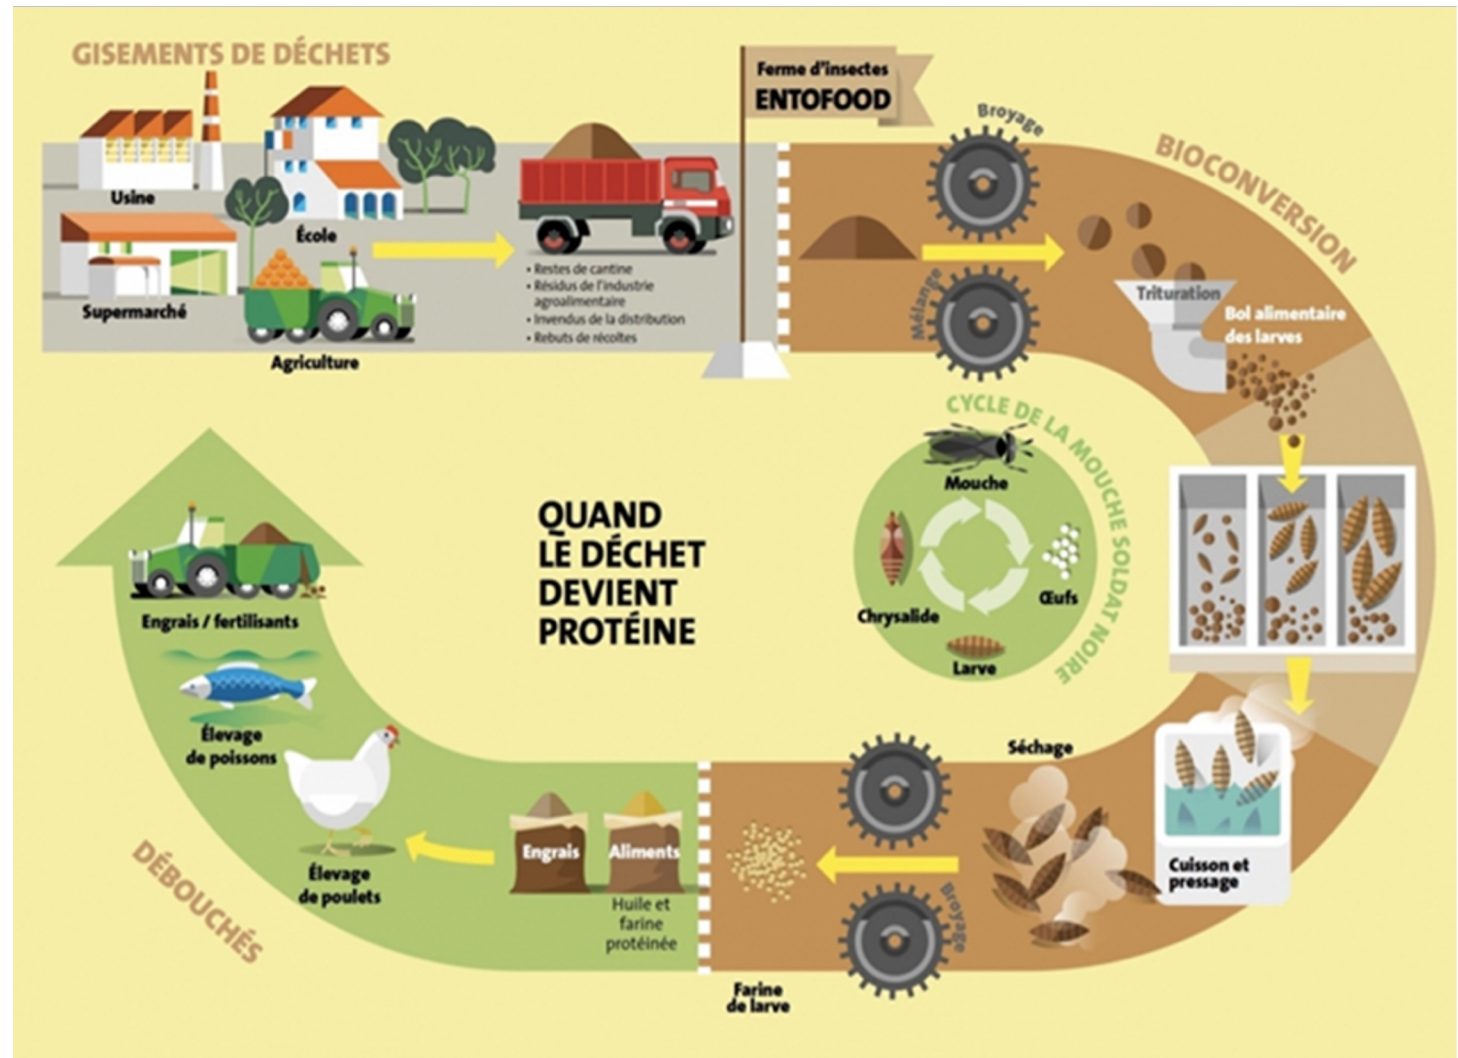 GISEMENTS DE DÉCHETS
Usine
École
Supermarché
Agriculture
• Restes de cantine
• Résidus de l'industrie
agroalimentaire
• Invendus de la distribution
• Rebuts de récoltes
Ferme d'insectes
ENTOFOOD
Broyage
Mélange
BIOCONVERSION
Trituration
Bol alimentaire
des larves
CYCLE DE LA MOUCHE SOLDAT NOIRE
Mouche
Œufs
Larve
Chrysalide
QUAND
LE DÉCHET
DEVIENT
PROTÉINE
Cuisson et
pressage
Séchage
Broyage
Farine
de larve
Engrais
Aliments
Huile et
farine
protéinée
DÉBOUCHÉS
Élevage
de poulets
Élevage
de poissons
Engrais / fertilisants